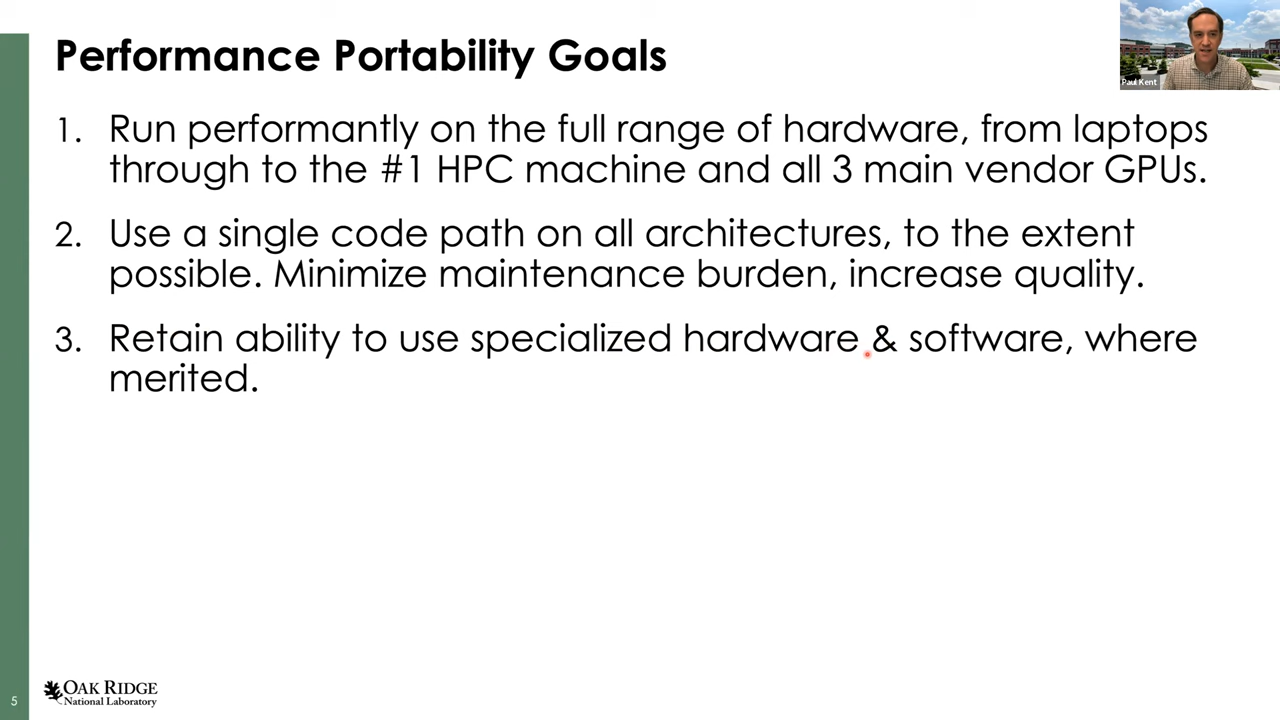 Performance Portability Goals
Paul Kent
1. Run performantly on the full range of hardware, from laptops
through to the #1 HPC machine and all 3 main vendor GPUs.
2. Use a single code path on all architectures, to the extent
possible. Minimize maintenance burden, increase quality.
3. Retain ability to use specialized hardware & software, where
merited.
5
OAK RIDGE
National Laboratory